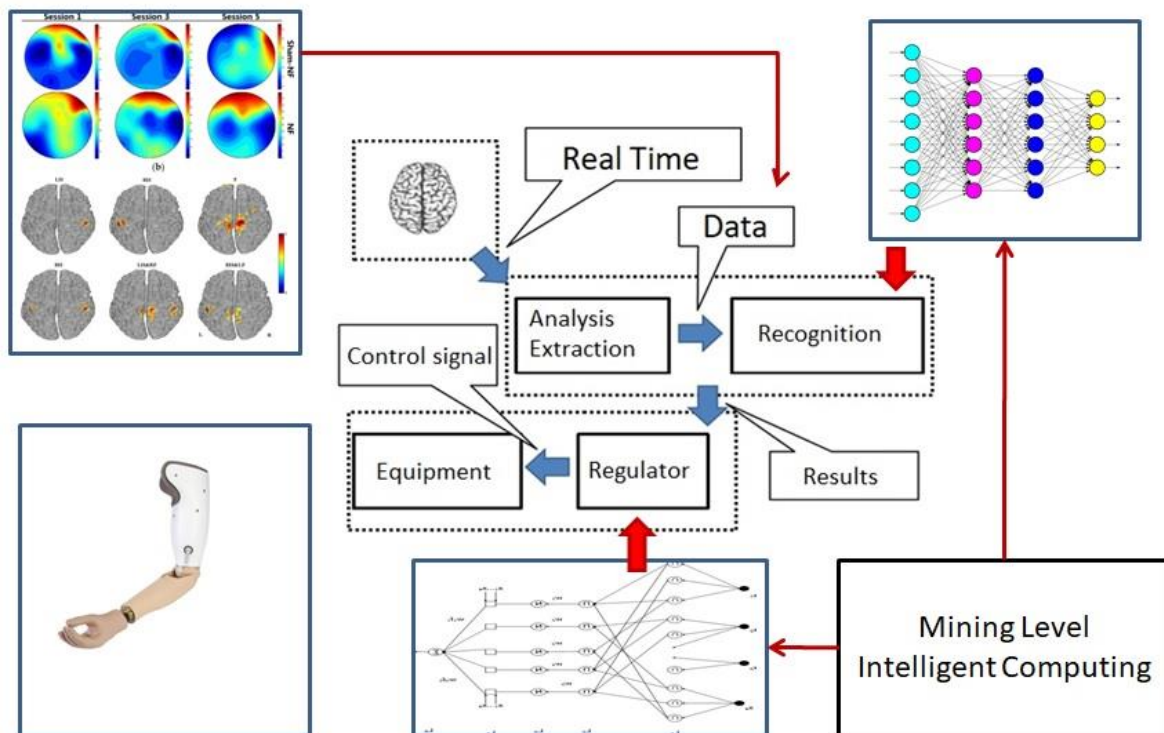 Session 1
Session 3
Session 5
Sham-NF
NF
(b)
Real Time
Data
Analysis
Extraction
Recognition
Control signal
Equipment
Regulator
Results
L
R
Mining Level
Intelligent Computing